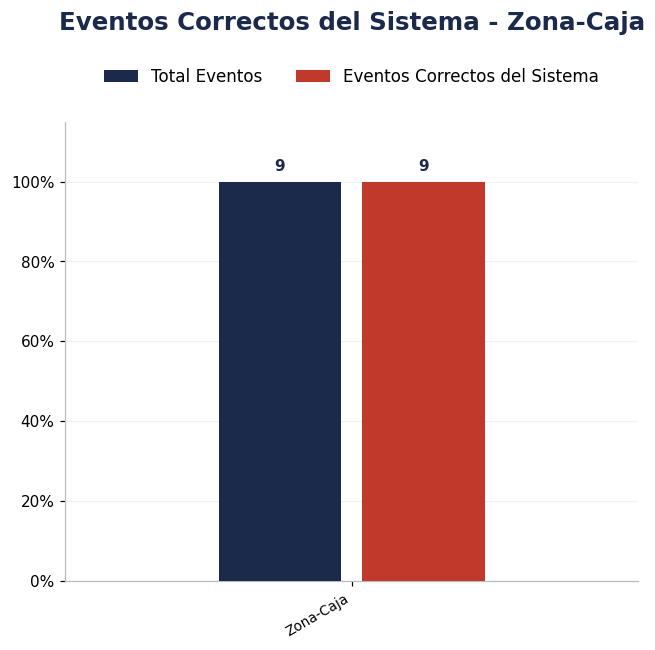 Eventos Correctos del Sistema - Zona-Caja
Total Eventos
Eventos Correctos del Sistema
9
9
100%
80%
60%
40%
20%
0%
Zona-Caja